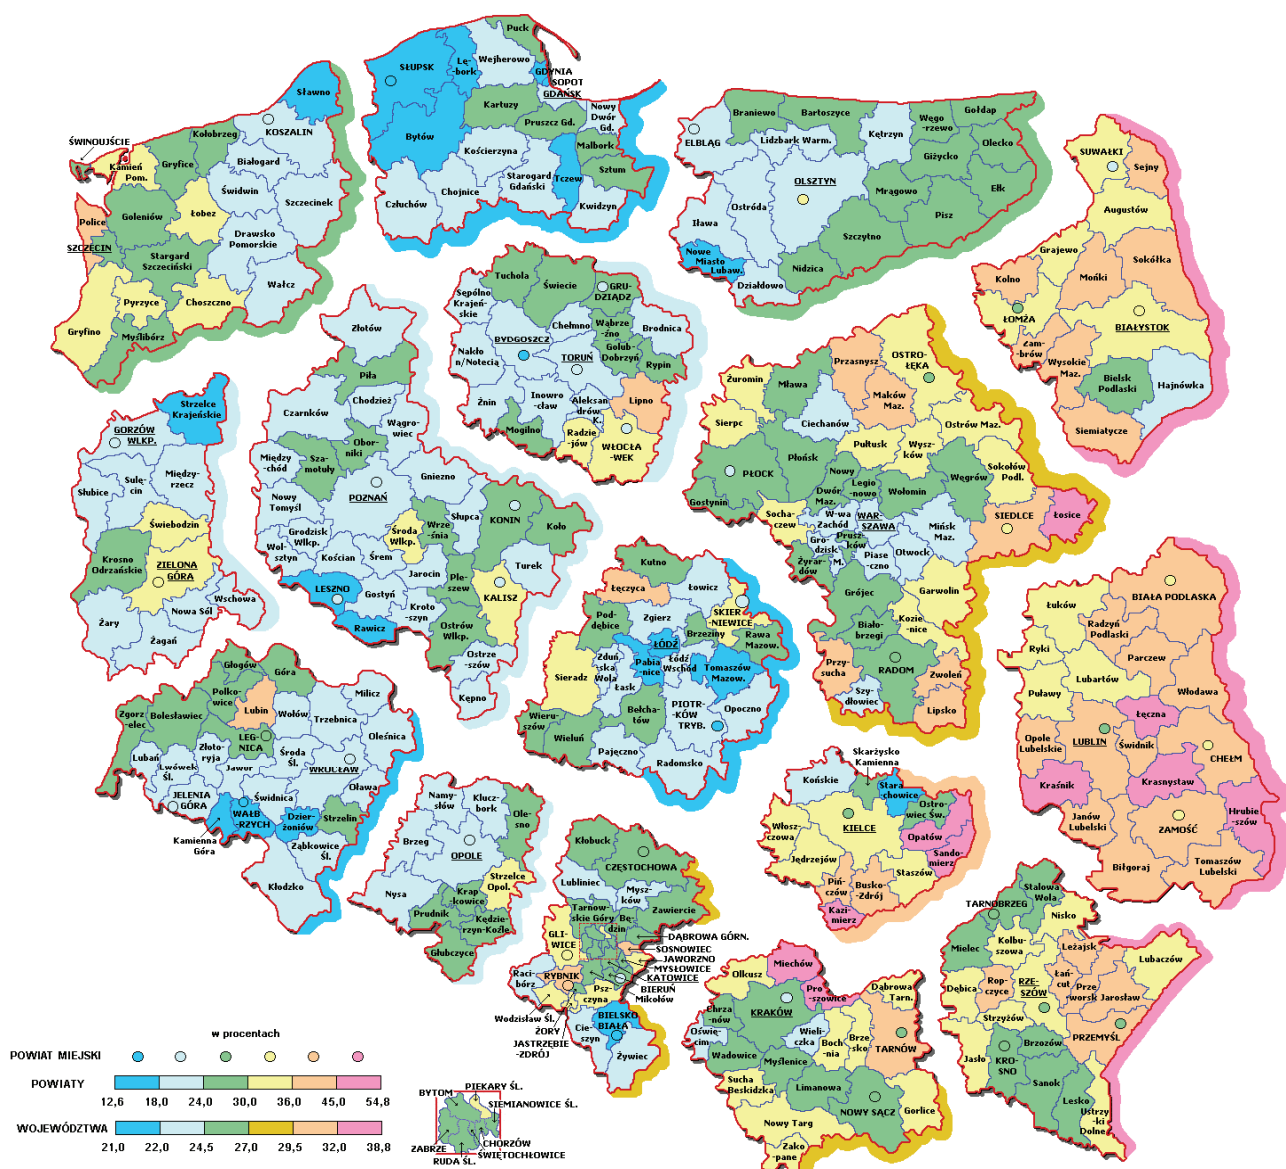 Sławno
KOSZALIN
Kołobrzeg
ŚWINOUJŚCIE
Kamień
Pom.
Gryfice
Białogard
Świdwin
Szczecinek
Police
Goleniów
Łobez
SZCZECIN
Drawsko
Pomorskie
Stargard
Szczeciński
Wałcz
Pyrzyce
Choszczno
Gryfino
Myślibórz
Puck
SŁUPSK
Lę-
-bork
Wejherowo
GDYNIA
SOPOT
GDAŃSK
Kartuzy
Nowy
Dwór
Gd.
Pruszcz Gd.
Bytów
Kościerzyna
Malbork
Sztum
Starogard
Gdański
Tczew
Chojnice
Człuchów
Kwidzyn
Braniewo
Bartoszyce
Gołdap
Węgo-
-rzewo
Kętrzyn
ELBLĄG
Lidzbark Warm.
Olecko
Giżycko
OLSZTYN
Mrągowo
Ełk
Ostróda
Pisz
Iława
Szczytno
Nowe
Miasto
Lubaw.
Nidzica
Działdowo
SUWAŁKI
Sejny
Augustów
Grajewo
Sokółka
Kolno
Mońki
ŁOMŻA
BIAŁYSTOK
Zam-
-brów
Wysokie
Maz.
Bielsk
Podlaski
Hajnówka
Siemiatycze
Tuchola
Świecie
GRU-
-DZIĄDZ
Sępólno
Krajeń-
-skie
Chełmno
Wąbrze-
-źno
Brodnica
BYDGOSZCZ
Golub-
Dobrzyń
Nakło
n/Notecią
TORUŃ
Rypin
Żnin
Inowro
-cław
Aleksan
-drów
K.
Lipno
Mogilno
Radzie-
-jów
WŁOCŁA
-WEK
Złotów
Piła
Chodzież
Czarnków
Wągro-
-wiec
Obor-
-niki
Sza-
-motuły
Między
-chód
POZNAŃ
Gniezno
Nowy
Tomyśl
Słupca
KONIN
Wrze-
-śnia
Koło
Grodzisk
Wlkp.
Środa
Wlkp.
Wol-
-sztyn
Kościan
Śrem
Turek
Jarocin
Ple-
-szew
LESZNO
Gostyń
KALISZ
Kroto
-szyn
Rawicz
Ostrów
Wlkp.
Ostrze
-szów
Kępno
Strzelce
Krajeńskie
GORZÓW
WLKP.
Między-
-rzecz
Sulę-
-cin
Słubice
Świebodzin
Krosno
Odrzańskie
ZIELONA
GÓRA
Wschowa
Nowa Sól
Żary
Żagań
Żuromin
Mława
Przasnysz
OSTRO-
-ŁĘKA
Maków
Maz.
Sierpc
Ciechanów
Ostrów Maz.
Pułtusk
Wysz-
-ków
Płońsk
PŁOCK
Sokołów
Podl.
Węgrów
Nowy
Dwór
Maz.
Legio
-nowo
Wołomin
Gostynin
Socha-
-czew
W-wa
Zachód
WAR-
SZAWA
SIEDLCE
Łosice
Mińsk
Maz.
Gro-
-dzisk
M.
Prusz-
-ków
Piase
-czno
Otwock
Żyrar-
-dów
Grójec
Garwolin
Biało-
-brzegi
Kozie
-nice
Przy-
-sucha
RADOM
Zwoleń
Szy-
-dłowiec
Lipsko
Kutno
Łęczyca
Łowicz
Pod-
-dębice
Zgierz
SKIER
-NIEWICE
Brzeziny
Rawa
Mazow.
ŁÓDŹ
Łódź
Wschód
Sieradz
Zduń-
-ska
Wola
Pabia
-nice
Tomaszów
Mazow.
Łask
Wieru-
-szów
Bełcha-
-tów
PIOTR-
KÓW
TRYB.
Opoczno
Wieluń
Pajęczno
Radomsko
BIAŁA PODLASKA
Łuków
Radzyń
Podlaski
Ryki
Parczew
Lubartów
Puławy
Włodawa
Łęczna
Opole
Lubelskie
LUBLIN
Świdnik
CHEŁM
Kraśnik
Krasnystaw
Hrubie-
-szów
Janów
Lubelski
ZAMOŚĆ
Biłgoraj
Tomaszów
Lubelski
Głogów
Góra
Polko-
-wice
Lubin
Milicz
Zgorz
-elec
Bolesławiec
Wołów
Trzebnica
Oleśnica
LEG-
-NICA
Lubań
Złoto-
-ryja
Środa
Śl.
Lwówek
Śl.
Jawor
WROCŁAW
Oława
JELENIA
GÓRA
Świdnica
WAŁB
-RZYCH
Dzier-
-żoniów
Strzelin
Kamienna
Góra
Ząbkowice
Śl.
Kłodzko
Namy-
-słów
Klucz-
bork
Ole-
-sno
Brzeg
OPOLE
Strzelce
Opol.
Nysa
Krap
-kowice
Prudnik
Kędzie-
-rzyn-Koźle
Głubczyce
Kłobuck
CZĘSTOCHOWA
Lubliniec
Mysz-
-ków
Tarnow-
-skie Góry
Bę-
-dzin
Zawiercie
GLI-
WICE
DĄBROWA GÓRN.
SOSNOWIEC
JAWORZNO
MYSŁOWICE
KATOWICE
BIERUŃ
Mikołów
Raci-
-bórz
RYBNIK
Psz-
-czyna
Wodzisław Śl.
ŻORY
JASTRZĘBIE
-ZDRÓJ
BIELSKO
BIAŁA
Cie-
-szyn
Żywiec
Skarżysko
Kamienna
Końskie
Stara
-chowice
Ostro-
-wiec Św.
Włosz-
-czowa
KIELCE
Opatów
Sando-
-mierz
Jędrzejów
Staszów
Piń-
-czów
Busko-
-Zdrój
Kazi-
-mierz
Stalowa
Wola
TARNOBRZEG
Nisko
Mielec
Kolbu-
-szowa
Leżajsk
Lubaczów
Dębica
Rop-
-czyce
RZE-
SZÓW
Łań-
-cut
Prze
-worsk
Jarosław
Strzyżów
PRZEMYŚL
Jasło
KRO-
SNO
Brzozów
Sanok
Lesko
Ustrzy
-ki
Dolne
Olkusz
Miechów
Pro-
-szowice
Dąbrowa
Tarn.
Chrza-
-nów
KRAKÓW
Oświę-
-cim
Wieli-
-czka
Boch
-nia
Brze-
-sko
TARNÓW
Wadowice
Myślenice
Sucha
Beskidzka
Limanowa
NOWY SĄCZ
Gorlice
Nowy Targ
Zako-
-pane
BYTOM
PIEKARY ŚL.
SIEMIANOWICE ŚL.
CHORZÓW
ŚWIĘTOCHŁOWICE
ZABRZE
RUDA ŚL.
w procentach
POWIAT MIEJSKI
POWIATY
12,6 18,0 24,0 30,0 36,0 45,0 54,8
WOJEWÓDZTWA
21,0 22,0 24,5 27,0 29,5 32,0 38,8